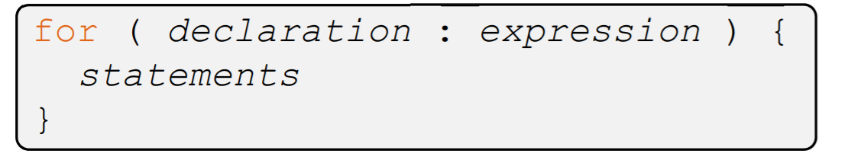 for ( declaration : expression ) {
statements
}